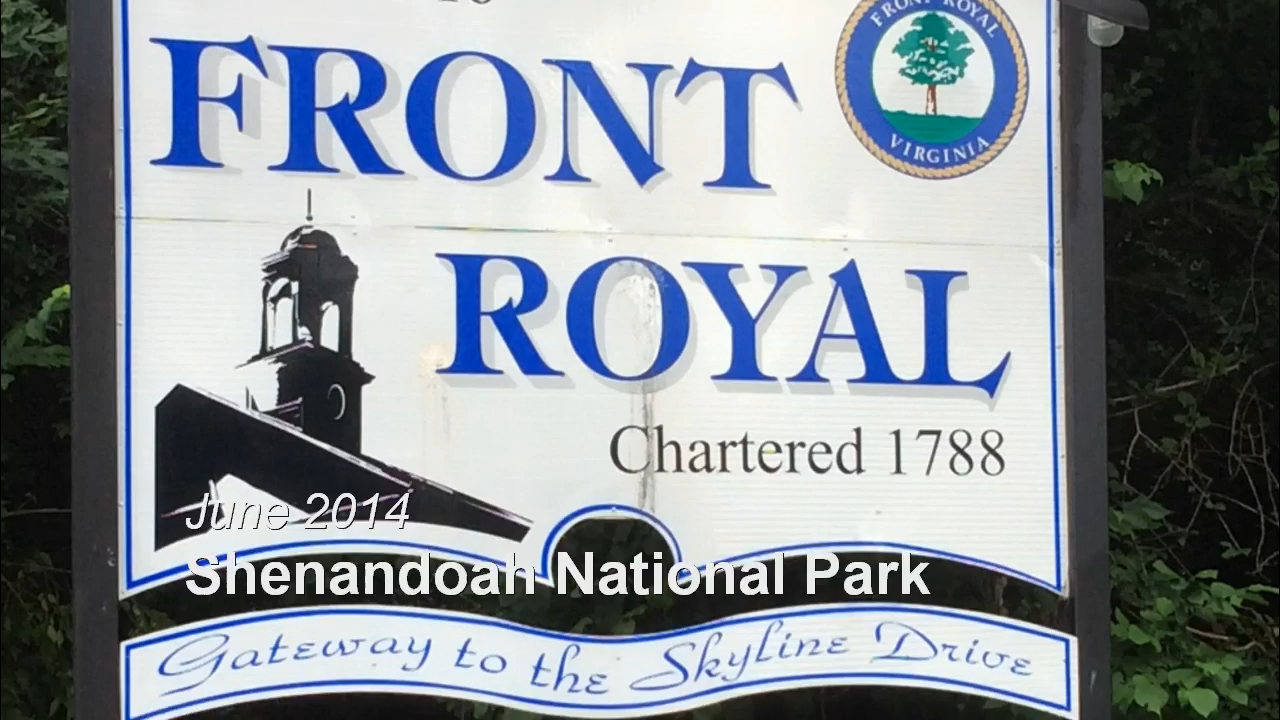 FRONT
FRONT ROYAL
VIRGINIA
ROYAL
Chartered 1788
June 2014
Shenandoah National Park
Gateway to the Skyline Drive